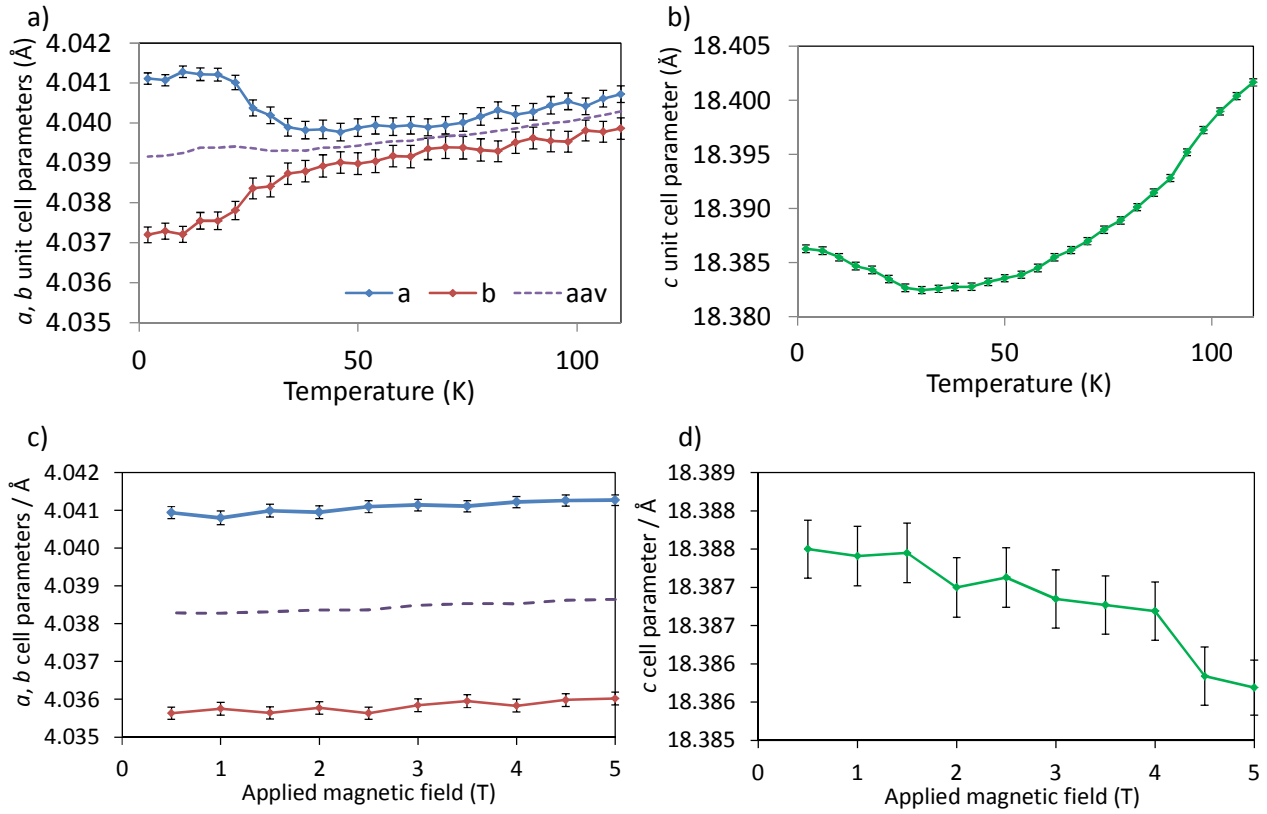 a)
4.042
4.041
4.040
4.039
4.038
4.037
4.036
4.035
a, b unit cell parameters (Å)
a b aav
0 50 100
Temperature (K)
b)
18.405
18.400
18.395
18.390
18.385
18.380
c unit cell parameter (Å)
0 50 100
Temperature (K)
c)
4.042
4.041
4.040
4.039
4.038
4.037
4.036
4.035
a, b cell parameters / Å
0 1 2 3 4 5
Applied magnetic field (T)
d)
18.389
18.388
18.388
18.387
18.387
18.386
18.386
18.385
c cell parameter / Å
0 1 2 3 4 5
Applied magnetic field (T)